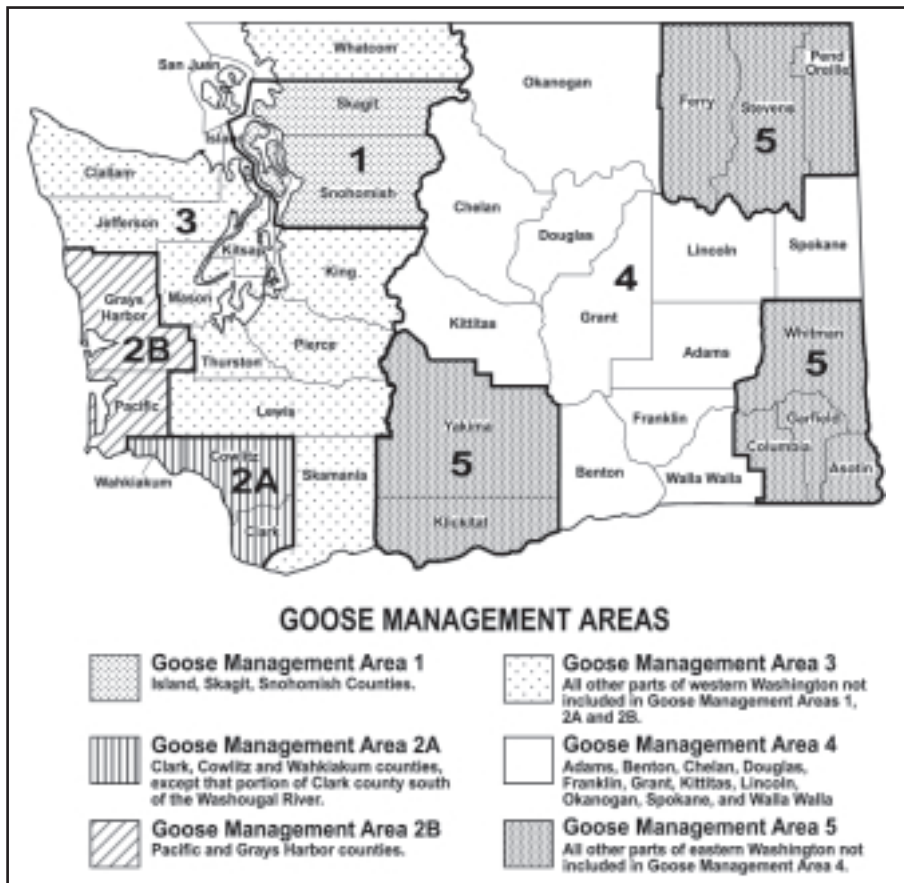 Whatcom
San Juan
Okanogan
Pend
Oreille
Skagit
Ferry
Stevens
Island
5
1
Clallam
Snohomish
Chelan
Jefferson
3
Douglas
Lincoln
Spokane
Kitsap
King
4
Grays
Harbor
Mason
Grant
Whitman
Kittitas
Pierce
Adams
5
2B
Thurston
Garfield
Pacific
Lewis
Yakima
Franklin
Columbia
Asotin
Cowlitz
5
Wahkiakum
2A
Skamania
Benton
Walla Walla
Clark
Klickitat
GOOSE MANAGEMENT AREAS
Goose Management Area 1
Island, Skagit, Snohomish Counties.
Goose Management Area 2A
Clark, Cowlitz and Wahkiakum counties,
except that portion of Clark county south
of the Washougal River.
Goose Management Area 2B
Pacific and Grays Harbor counties.
Goose Management Area 3
All other parts of western Washington not
included in Goose Management Areas 1,
2A and 2B.
Goose Management Area 4
Adams, Benton, Chelan, Douglas,
Franklin, Grant, Kittitas, Lincoln,
Okanogan, Spokane, and Walla Walla
Goose Management Area 5
All other parts of eastern Washington not
included in Goose Management Area 4.